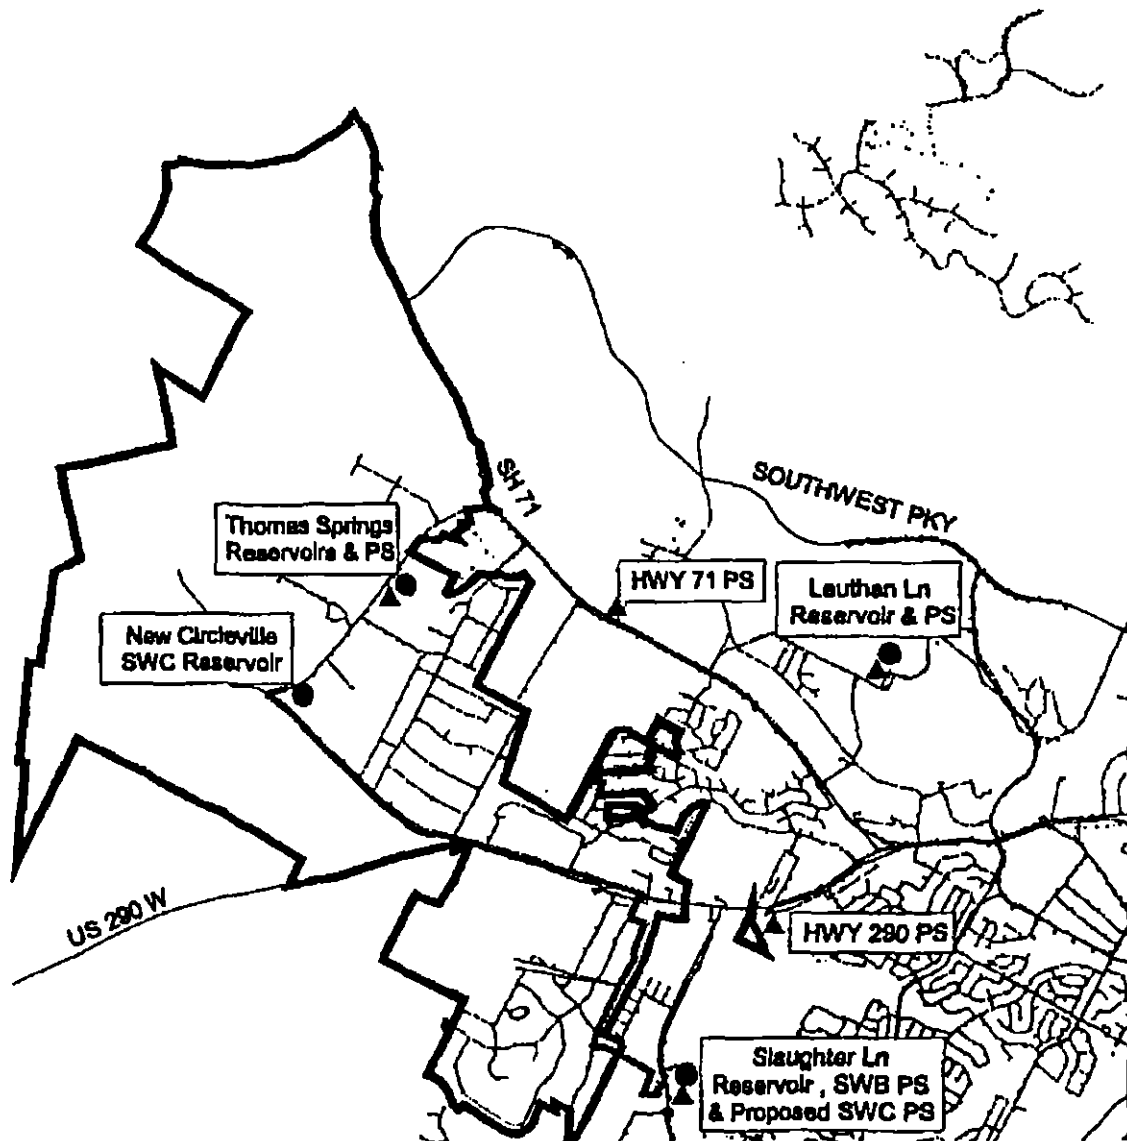 SH 71
SOUTHWEST PKY
Thomas Springs
Reservoirs & PS
HWY 71 PS
Leuthan Ln
Reservoir & PS
New Circleville
SWC Reservoir
US 290 W
HWY 290 PS
Slaughter Ln
Reservoir , SWB PS
& Proposed SWC PS